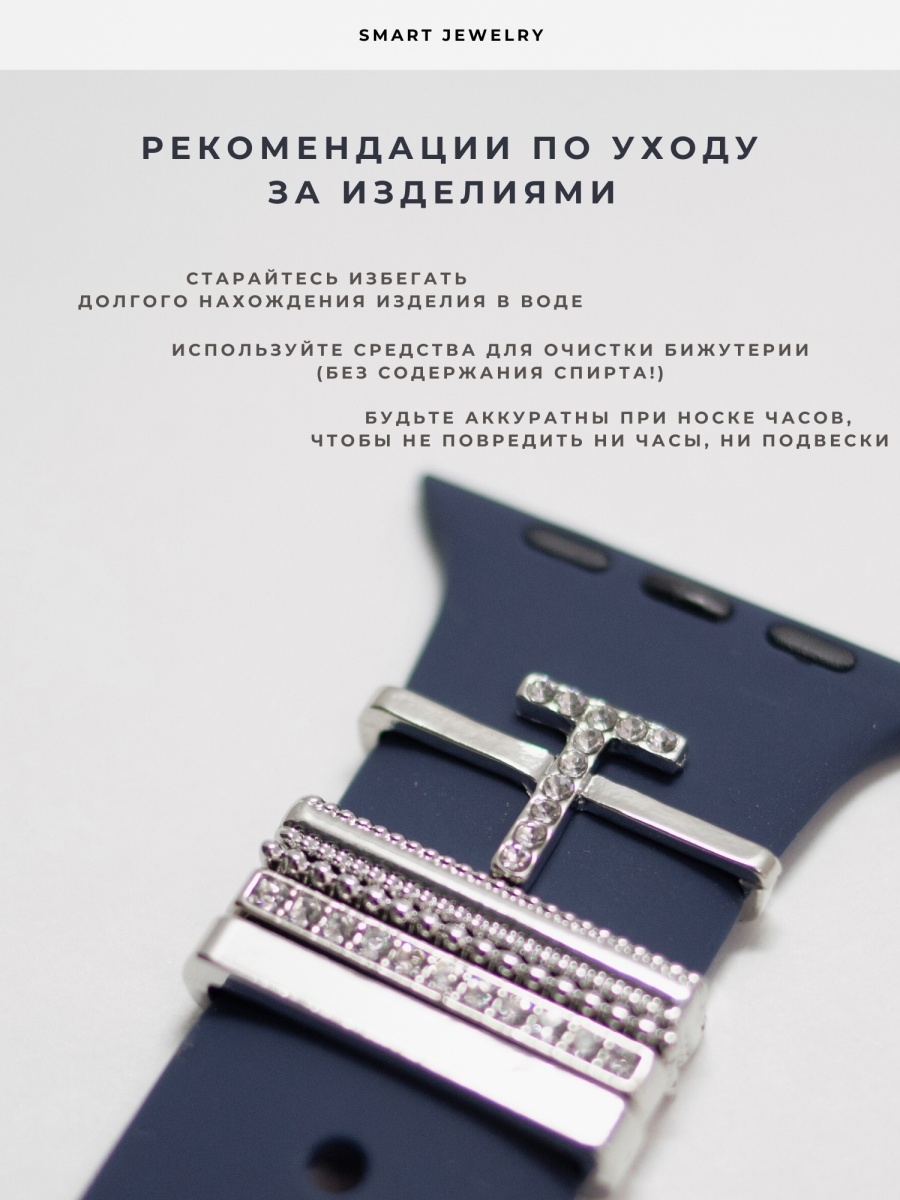 SMART JEWELRY
РЕКОМЕНДАЦИИ ПО УХОДУ
ЗА ИЗДЕЛИЯМИ
СТАРАЙТЕСЬ ИЗБЕГАТЬ
ДОЛГОГО НАХОЖДЕНИЯ ИЗДЕЛИЯ В ВОДЕ
ИСПОЛЬЗУЙТЕ СРЕДСТВА ДЛЯ ОЧИСТКИ БИЖУТЕРИИ
(БЕЗ СОДЕРЖАНИЯ СПИРТА!)
БУДЬТЕ АККУРАТНЫ ПРИ НОСКЕ ЧАСОВ,
ЧТОБЫ НЕ ПОВРЕДИТЬ НИ ЧАСЫ, НИ ПОДВЕСКИ
T